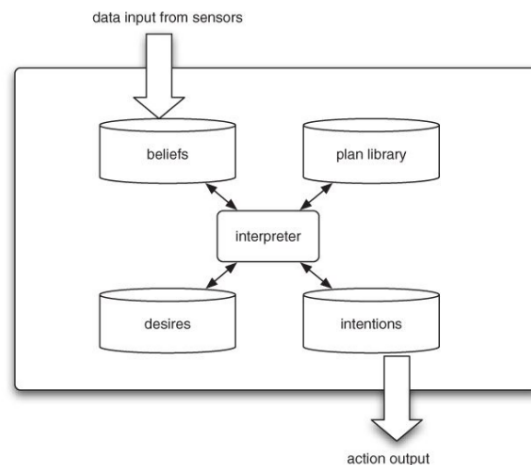 data input from sensors
beliefs
plan library
interpreter
desires
intentions
action output